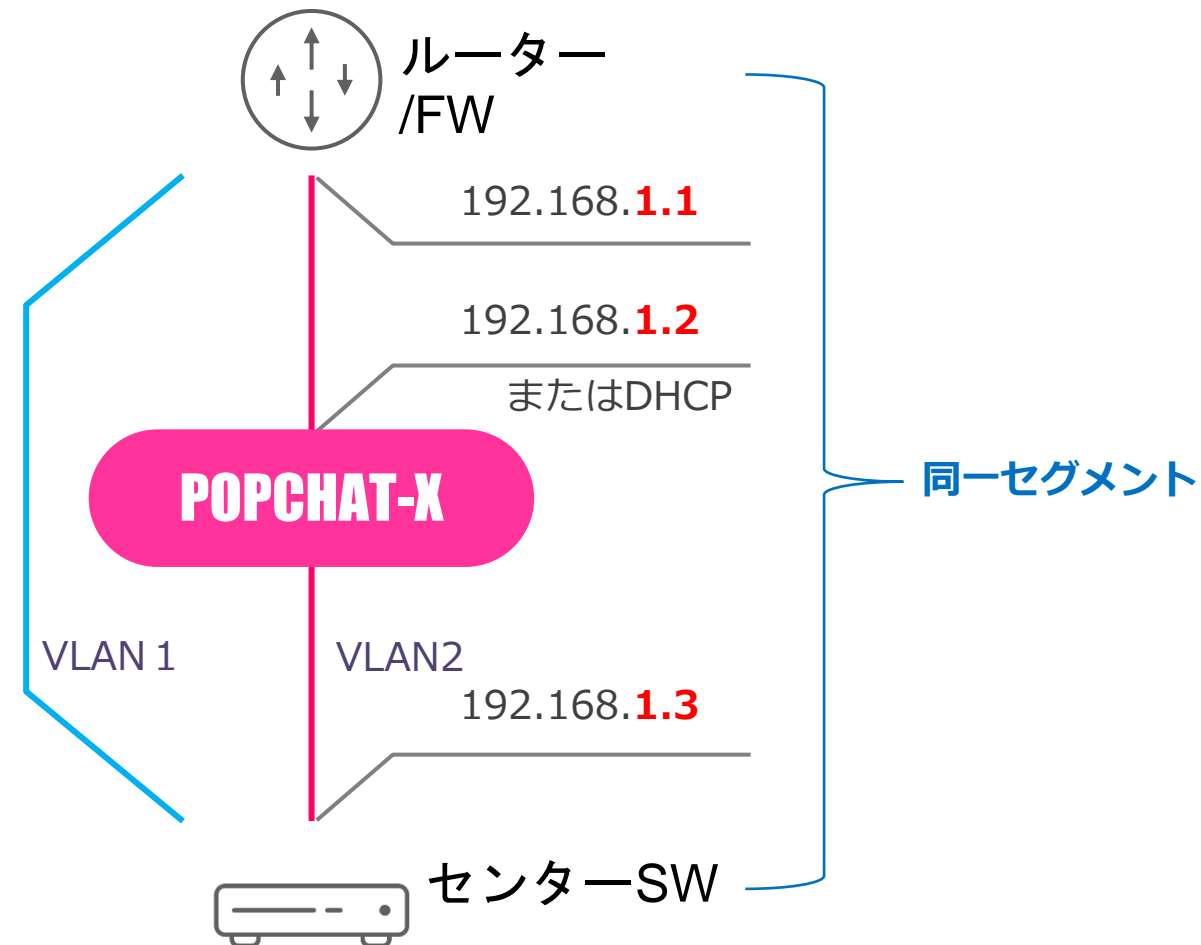 ルーター
/FW
192.168.1.1
192.168.1.2
またはDHCP
POPCHAT-X
同一セグメント
VLAN１
VLAN2
192.168.1.3
センターSW